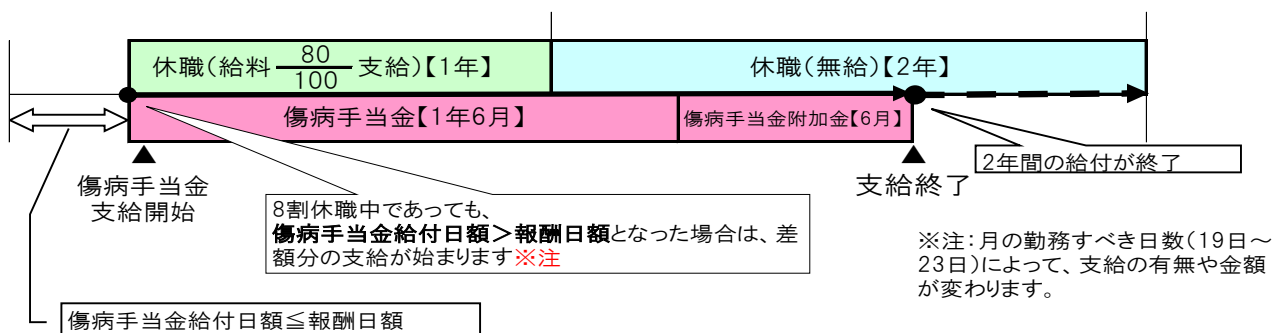 休職(給料80/100支給)【1年】
休職(無給)【2年】
傷病手当金【1年6月】
傷病手当金附加金【6月】
傷病手当金
支給開始
支給終了
2年間の給付が終了
8割休職中であっても、
傷病手当金給付日額＞報酬日額となった場合は、差
額分の支給が始まります※注
※注:月の勤務すべき日数(19日～
23日)によって、支給の有無や金額
が変わります。
傷病手当金給付日額≦報酬日額